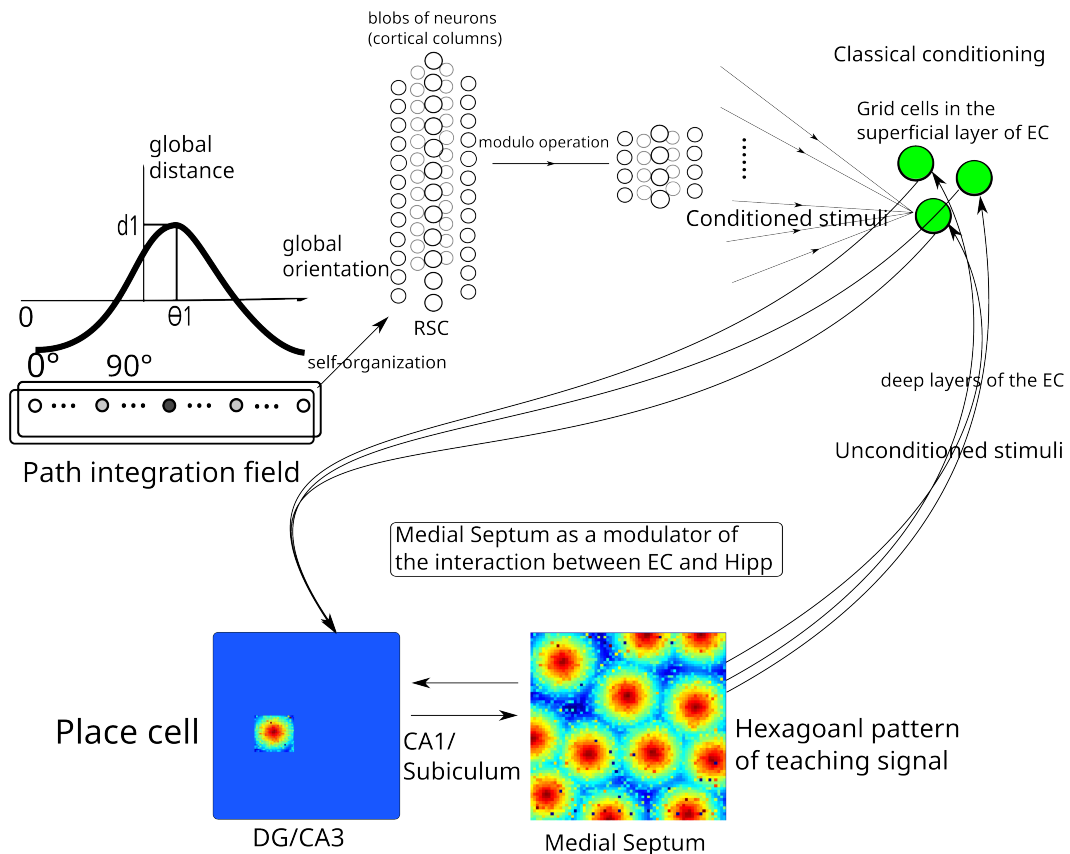 blobs of neurons
(cortical columns)
Classical conditioning
Grid cells in the
superficial layer of EC
global
distance
modulo operation
d1
Conditioned stimuli
global
orientation
0
θ1
RSC
0°
90°
self-organization
deep layers of the EC
Unconditioned stimuli
Path integration field
Medial Septum as a modulator of
the interaction between EC and Hipp
Place cell
CA1/
Subiculum
Hexagoanl pattern
of teaching signal
DG/CA3
Medial Septum